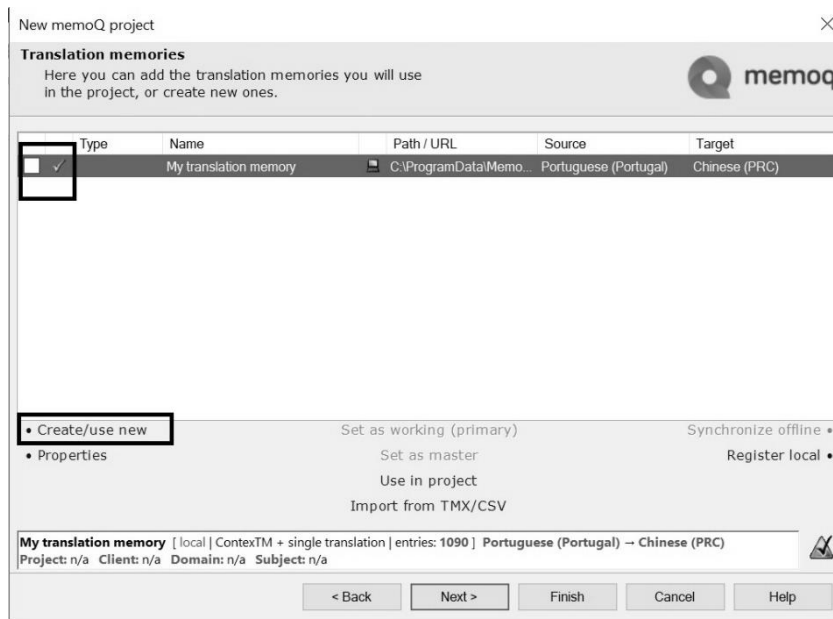 New memoQ project
Translation memories
Here you can add the translation memories you will use
in the project, or create new ones.
memoq
Type Name Path / URL Source Target
My translation memory C:\ProgramData\Memo... Portuguese (Portugal) Chinese (PRC)
• Create/use new Set as working (primary) Synchronize offline •
• Properties Set as master Register local •
Use in project
Import from TMX/CSV
My translation memory [ local | ContexTM + single translation | entries: 1090 ] Portuguese (Portugal) → Chinese (PRC)
Project: n/a Client: n/a Domain: n/a Subject: n/a
< Back Next > Finish Cancel Help